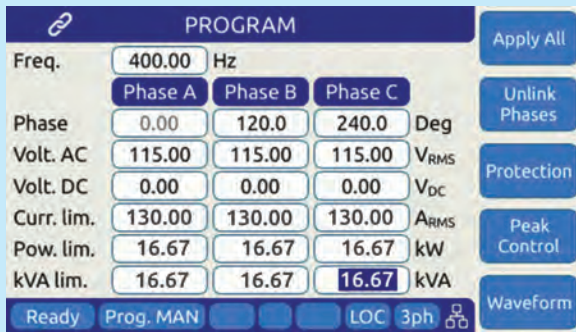 PROGRAM
Apply All
Freq. 400.00 Hz
Phase A Phase B Phase C
Unlink
Phases
Phase 0.00 120.0 240.0 Deg
Volt. AC 115.00 115.00 115.00 VRMS
Protection
Volt. DC 0.00 0.00 0.00 VDC
Curr. lim. 130.00 130.00 130.00 ARMS
Peak
Control
Pow. lim. 16.67 16.67 16.67 kW
kVA lim. 16.67 16.67 16.67 kVA
Waveform
Ready Prog. MAN LOC 3ph